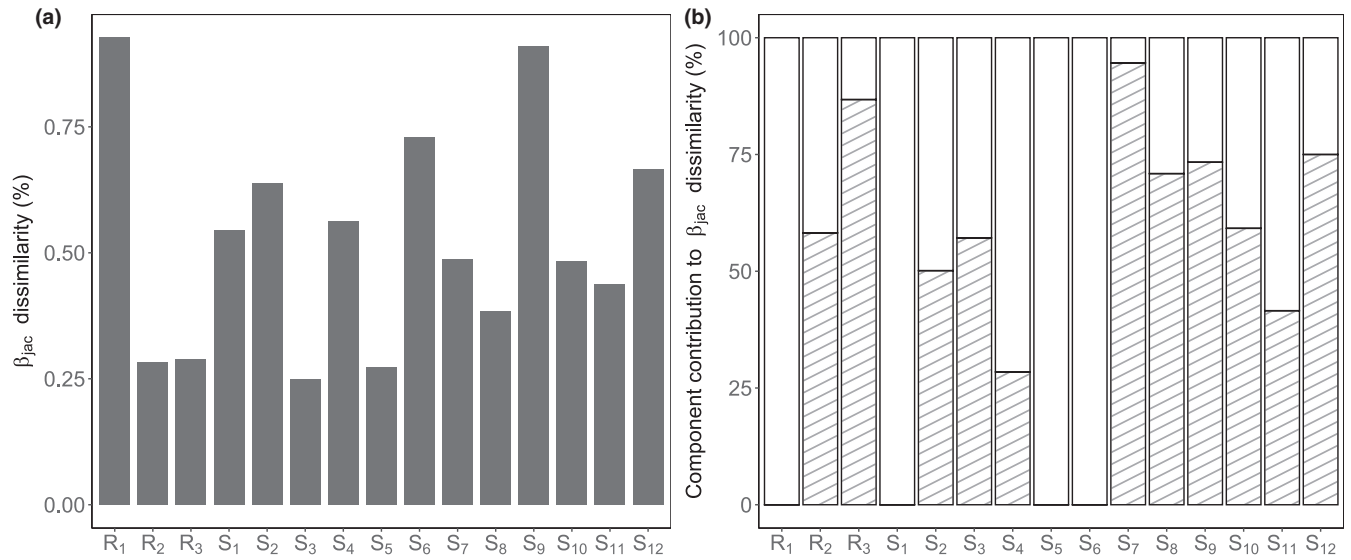 (a)
β_jac dissimilarity (%)
0.75
0.50
0.25
0.00
R₁ R₂ R₃ S₁ S₂ S₃ S₄ S₅ S₆ S₇ S₈ S₉ S₁₀ S₁₁ S₁₂
(b)
Component contribution to β_jac dissimilarity (%)
100
75
50
25
0
R₁ R₂ R₃ S₁ S₂ S₃ S₄ S₅ S₆ S₇ S₈ S₉ S₁₀ S₁₁ S₁₂